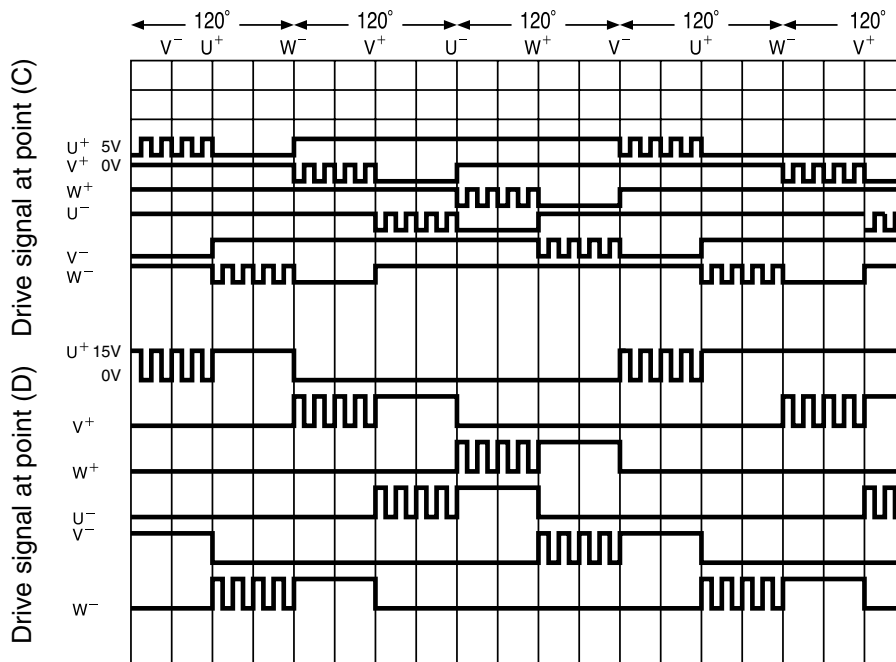 120° 120° 120° 120° 120°
V⁻ U⁺ W⁻ V⁺ U⁻ W⁺ V⁻ U⁺ W⁻ V⁺
Drive signal at point (C)
U⁺ 5V
V⁺ 0V
W⁺
U⁻
V⁻
W⁻
Drive signal at point (D)
U⁺ 15V
0V
V⁺
W⁺
U⁻
V⁻
W⁻